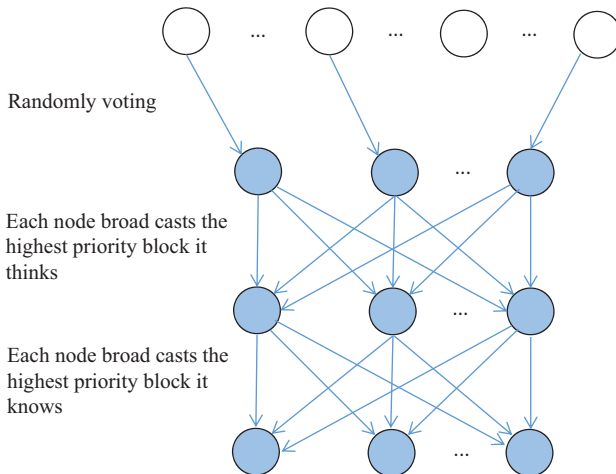 ... ... ...
Randomly voting
...
Each node broad casts the
highest priority block it
thinks
...
Each node broad casts the
highest priority block it
knows
...